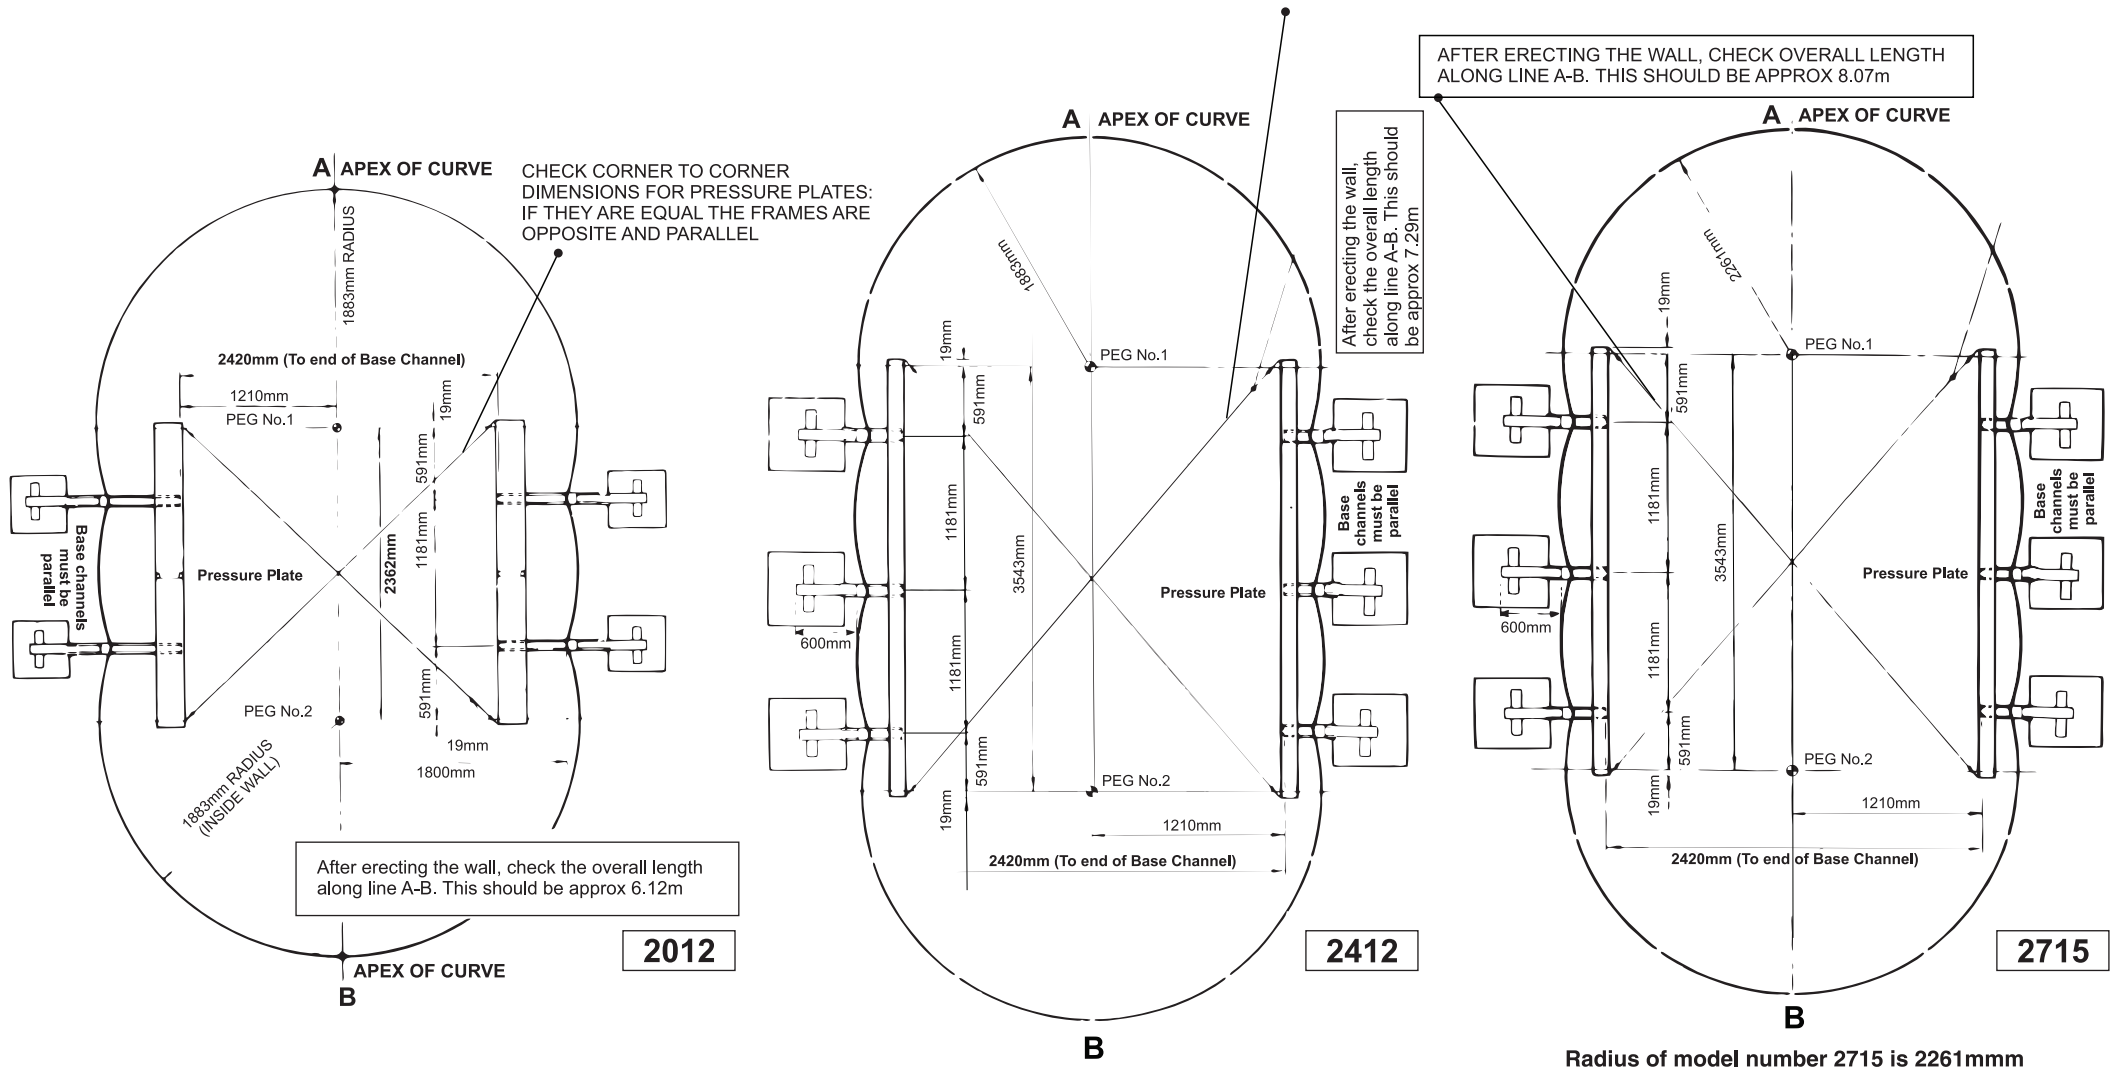 A APEX OF CURVE
1883mm RADIUS
CHECK CORNER TO CORNER
DIMENSIONS FOR PRESSURE PLATES:
IF THEY ARE EQUAL THE FRAMES ARE
OPPOSITE AND PARALLEL
2420mm (To end of Base Channel)
1210mm
PEG No.1
19mm
591mm
1181mm
2362mm
Base channels
must be
parallel
Pressure Plate
591mm
PEG No.2
19mm
1800mm
1883mm RADIUS
(INSIDE WALL)
After erecting the wall, check the overall length
along line A-B. This should be approx 6.12m
2012
APEX OF CURVE
B
A APEX OF CURVE
1883mm
After erecting the wall,
check the overall length
along line A-B. This should
be approx 7.29m
PEG No.1
19mm
591mm
1181mm
3543mm
Base
channels
must be
parallel
Pressure Plate
600mm
1181mm
591mm
PEG No.2
19mm
1210mm
2420mm (To end of Base Channel)
2412
B
AFTER ERECTING THE WALL, CHECK OVERALL LENGTH
ALONG LINE A-B. THIS SHOULD BE APPROX 8.07m
A APEX OF CURVE
2261mm
19mm
PEG No.1
591mm
1181mm
3543mm
Base
channels
must be
parallel
Pressure Plate
600mm
1181mm
591mm
PEG No.2
19mm
1210mm
2420mm (To end of Base Channel)
2715
B
Radius of model number 2715 is 2261mmm